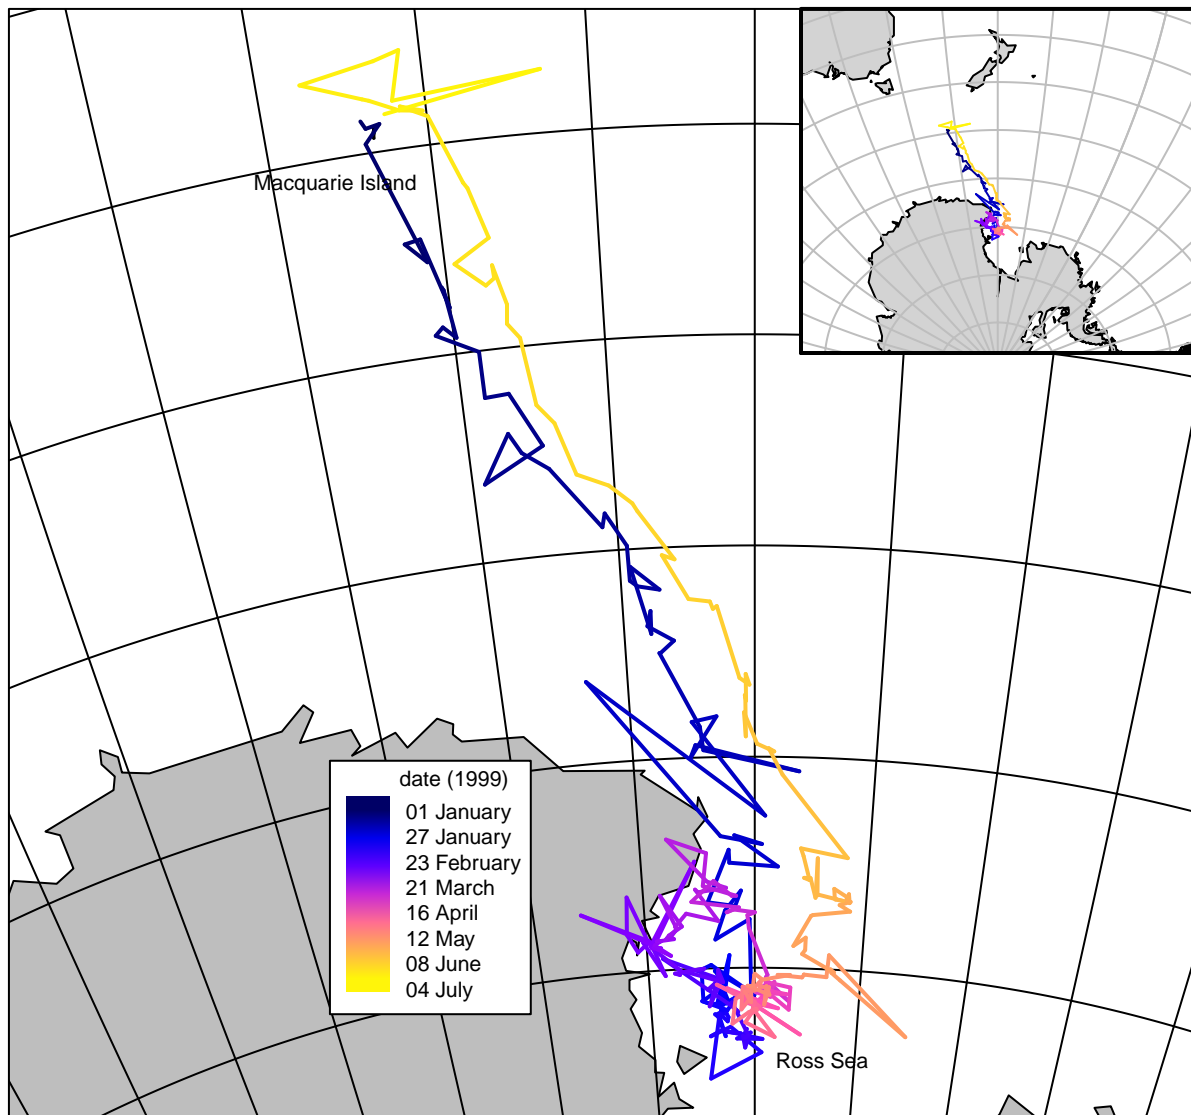 Macquarie Island
date (1999)
01 January
27 January
23 February
21 March
16 April
12 May
08 June
04 July
Ross Sea